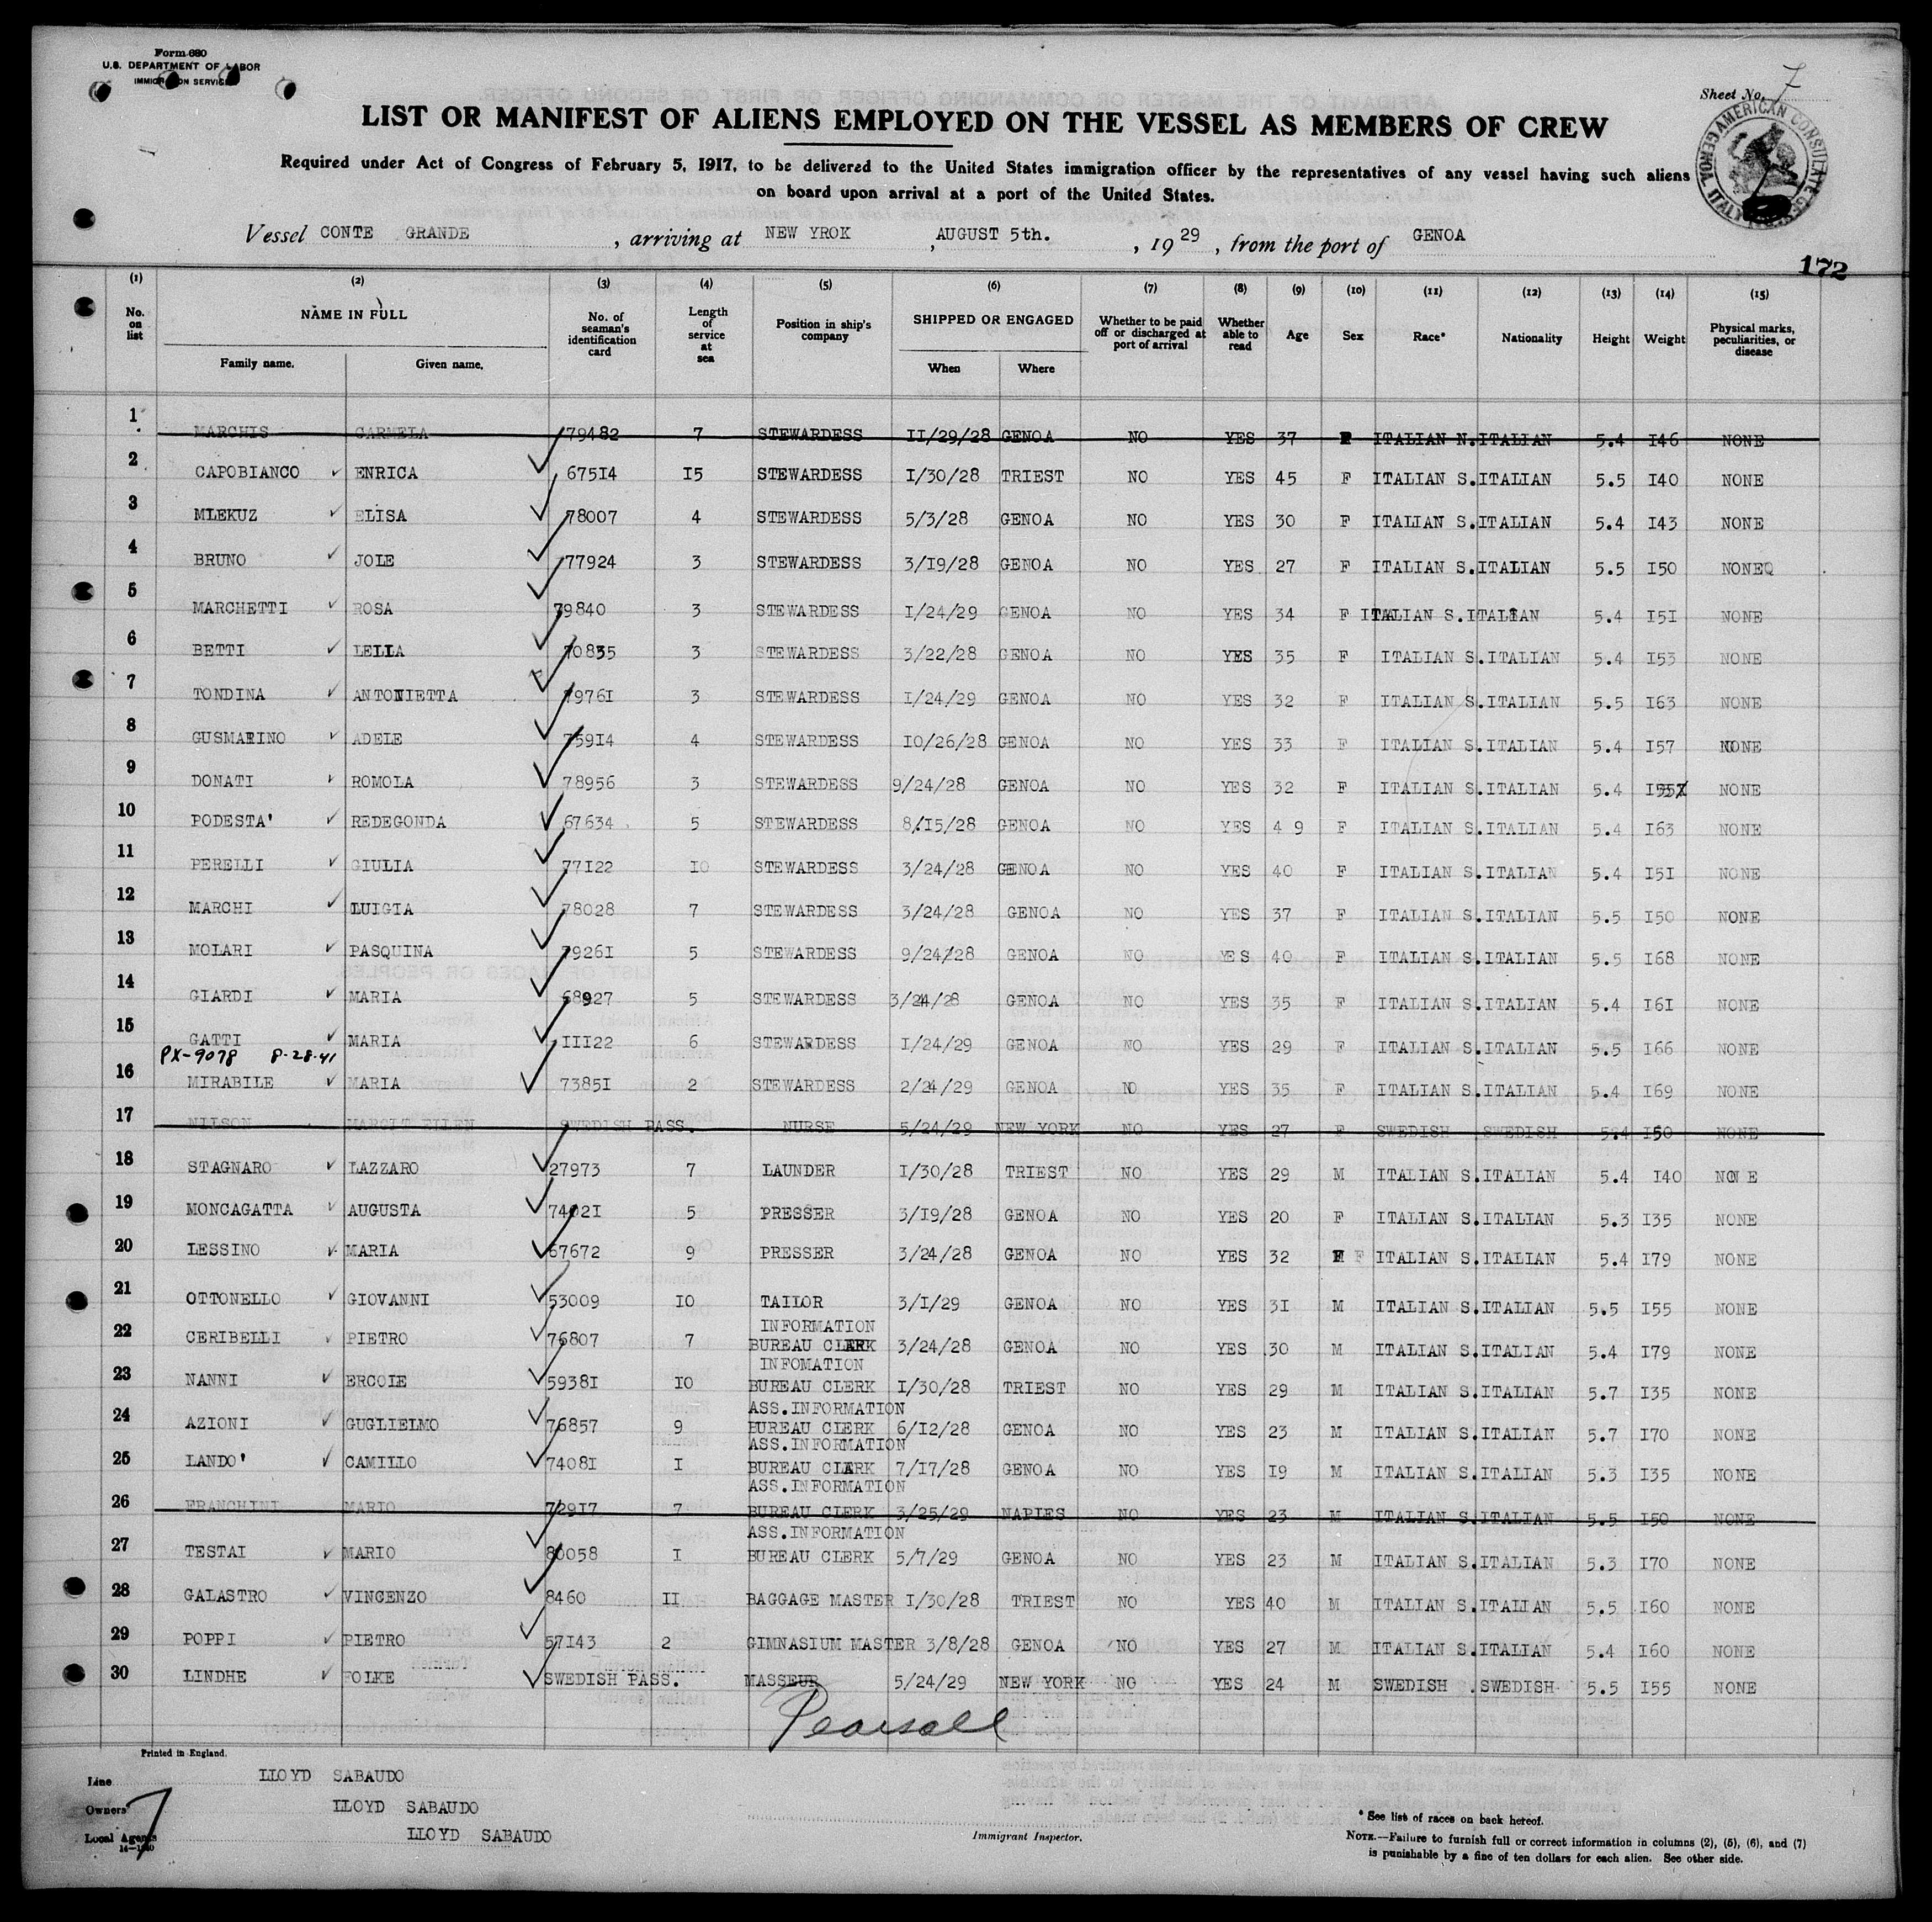 Form 680
U.S. DEPARTMENT OF LABOR
IMMIGRATION SERVICE
Sheet No. 7
LIST OR MANIFEST OF ALIENS EMPLOYED ON THE VESSEL AS MEMBERS OF CREW
AMERICAN CONSULATE GENERAL GENOA ITALY
Required under Act of Congress of February 5, 1917, to be delivered to the United States immigration officer by the representatives of any vessel having such aliens
on board upon arrival at a port of the United States.
Vessel CONTE GRANDE, arriving at NEW YROK, AUGUST 5th., 1929, from the port of GENOA
172
(1) (2) (3) (4) (5) (6) (7) (8) (9) (10) (11) (12) (13) (14) (15)
No. on list NAME IN FULL Family name. Given name. No. of seaman's identification card Length of service at sea Position in ship's company SHIPPED OR ENGAGED When Where Whether to be paid off or discharged at port of arrival Whether able to read Age Sex Race* Nationality Height Weight Physical marks, peculiarities, or disease
1 MARCHIS CARMELA 79482 7 STEWARDESS II/29/28 GENOA NO YES 37 F ITALIAN N. ITALIAN 5.4 I46 NONE
2 CAPOBIANCO ENRICA 675I4 I5 STEWARDESS I/30/28 TRIEST NO YES 45 F ITALIAN S. ITALIAN 5.5 I40 NONE
3 MLEKUZ ELISA 78007 4 STEWARDESS 5/3/28 GENOA NO YES 30 F ITALIAN S. ITALIAN 5.4 I43 NONE
4 BRUNO JOLE 77924 3 STEWARDESS 3/I9/28 GENOA NO YES 27 F ITALIAN S. ITALIAN 5.5 I50 NONE
5 MARCHETTI ROSA 79840 3 STEWARDESS I/24/29 GENOA NO YES 34 F ITALIAN S. ITALIAN 5.4 I5I NONE
6 BETTI LELLA 70835 3 STEWARDESS 3/22/28 GENOA NO YES 35 F ITALIAN S. ITALIAN 5.4 I53 NONE
7 TONDINA ANTONIETTA 7976I 3 STEWARDESS I/24/29 GENOA NO YES 32 F ITALIAN S. ITALIAN 5.5 I63 NONE
8 GUSMARINO ADELE 759I4 4 STEWARDESS I0/26/28 GENOA NO YES 33 F ITALIAN S. ITALIAN 5.4 I57 NONE
9 DONATI ROMOLA 78956 3 STEWARDESS 9/24/28 GENOA NO YES 32 F ITALIAN S. ITALIAN 5.4 NONE
10 PODESTA' REDEGONDA 67634 5 STEWARDESS 8/I5/28 GENOA NO YES 4 9 F ITALIAN S. ITALIAN 5.4 I63 NONE
11 PERELLI GIULIA 77I22 I0 STEWARDESS 3/24/28 GENOA NO YES 40 F ITALIAN S. ITALIAN 5.4 I5I NONE
12 MARCHI LUIGIA 78028 7 STEWARDESS 3/24/28 GENOA NO YES 37 F ITALIAN S. ITALIAN 5.5 I50 NONE
13 MOLARI PASQUINA 7926I 5 STEWARDESS 9/24/28 GENOA NO YES 40 F ITALIAN S. ITALIAN 5.5 I68 NONE
14 GIARDI MARIA 68927 5 STEWARDESS 3/24/28 GENOA NO YES 35 F ITALIAN S. ITALIAN 5.4 I6I NONE
15 GATTI MARIA III22 6 STEWARDESS I/24/29 GENOA NO YES 29 F ITALIAN S. ITALIAN 5.5 I66 NONE
PX-9078 8-28-41
16 MIRABILE MARIA 7385I 2 STEWARDESS 2/24/29 GENOA NO YES 35 F ITALIAN S. ITALIAN 5.4 I69 NONE
17 NILSON MARGIT EILEN SWEDISH PASS. NURSE 5/24/29 NEW YORK NO YES 27 F SWEDISH SWEDISH 5.4 I50 NONE
18 STAGNARO LAZZARO 27973 7 LAUNDER I/30/28 TRIEST NO YES 29 M ITALIAN S. ITALIAN 5.4 I40 NONE
19 MONCAGATTA AUGUSTA 7402I 5 PRESSER 3/I9/28 GENOA NO YES 20 F ITALIAN S. ITALIAN 5.3 I35 NONE
20 LESSINO MARIA 67672 9 PRESSER 3/24/28 GENOA NO YES 32 F ITALIAN S. ITALIAN 5.4 I79 NONE
21 OTTONELLO GIOVANNI 53009 I0 TAILOR 3/I/29 GENOA NO YES 3I M ITALIAN S. ITALIAN 5.5 I55 NONE
INFORMATION
22 CERIBELLI PIETRO 76807 7 BUREAU CLERK 3/24/28 GENOA NO YES 30 M ITALIAN S. ITALIAN 5.4 I79 NONE
INFOMATION
23 NANNI ERCOLE 5938I I0 BUREAU CLERK I/30/28 TRIEST NO YES 29 M ITALIAN S. ITALIAN 5.7 I35 NONE
ASS.INFORMATION
24 AZIONI GUGLIELMO 76857 9 BUREAU CLERK 6/I2/28 GENOA NO YES 23 M ITALIAN S. ITALIAN 5.7 I70 NONE
ASS.INFORMATION
25 LANDO' CAMILLO 7408I I BUREAU CLERK 7/I7/28 GENOA NO YES I9 M ITALIAN S. ITALIAN 5.3 I35 NONE
ASS.INFORMATION
26 FRANCHINI MARIO 729I7 7 BUREAU CLERK 3/25/29 NAPLES NO YES 23 M ITALIAN S. ITALIAN 5.5 I50 NONE
ASS.INFORMATION
27 TESTAI MARIO 80058 I BUREAU CLERK 5/7/29 GENOA NO YES 23 M ITALIAN S. ITALIAN 5.3 I70 NONE
28 GALASTRO VINCENZO 8460 II BAGGAGE MASTER I/30/28 TRIEST NO YES 40 M ITALIAN S. ITALIAN 5.5 I60 NONE
29 POPPI PIETRO 57I43 2 GIMNASIUM MASTER 3/8/28 GENOA NO YES 27 M ITALIAN S. ITALIAN 5.4 I60 NONE
30 LINDHE FOLKE SWEDISH PASS. MASSEUR 5/24/29 NEW YORK NO YES 24 M SWEDISH SWEDISH 5.5 I55 NONE
Pearsall
Printed in England.
Line LLOYD SABAUDO
Owners LLOYD SABAUDO
Local Agents LLOYD SABAUDO
7
Immigrant Inspector.
* See list of races on back hereof.
NOTE.—Failure to furnish full or correct information in columns (2), (5), (6), and (7)
is punishable by a fine of ten dollars for each alien. See other side.